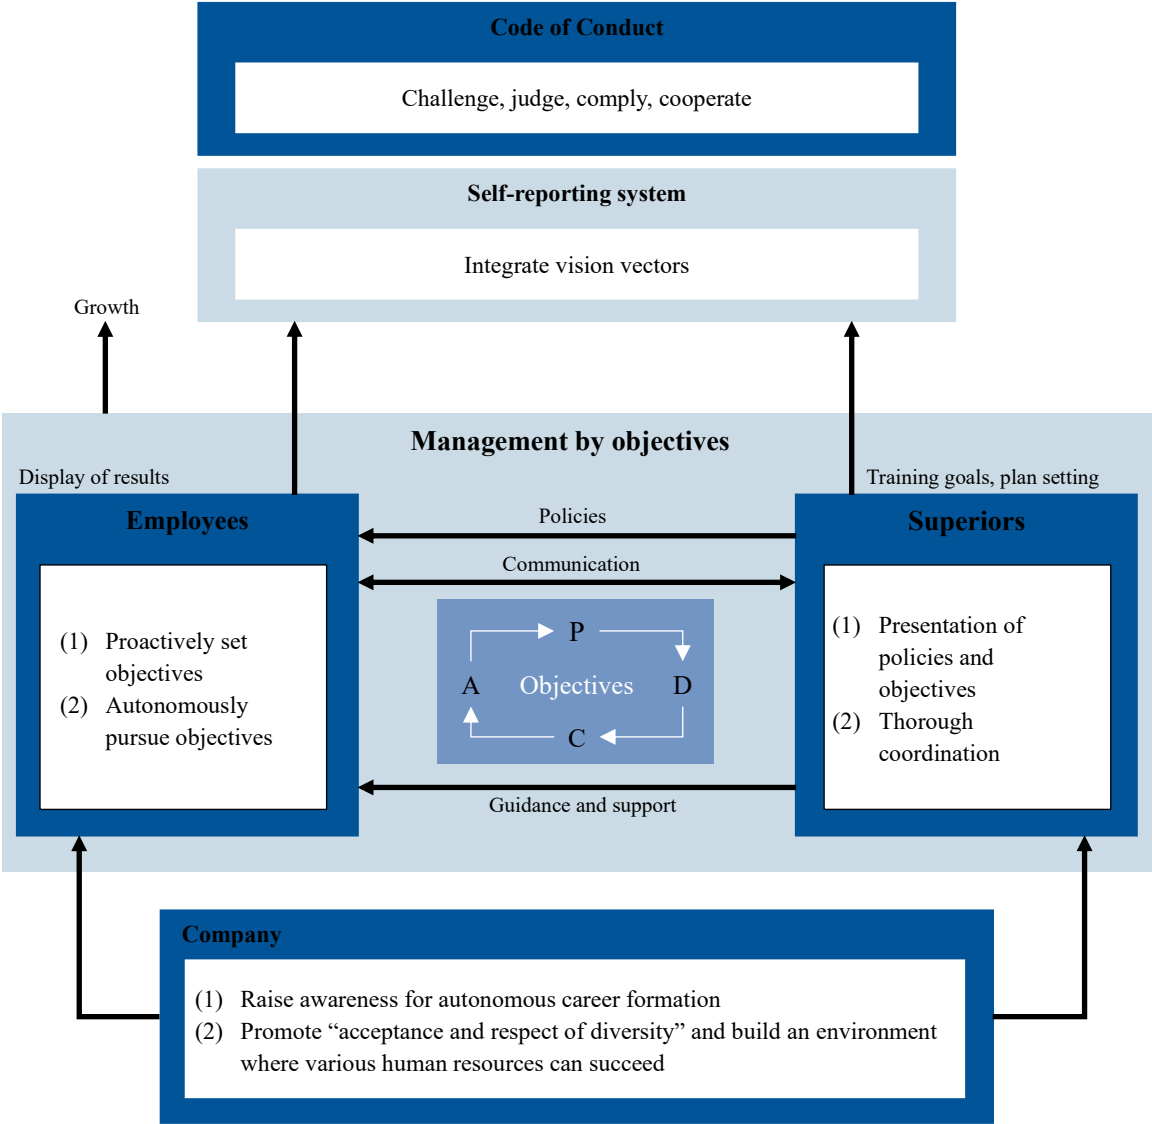 Code of Conduct
Challenge, judge, comply, cooperate
Self-reporting system
Integrate vision vectors
Growth
Management by objectives
Display of results
Training goals, plan setting
Employees
(1) Proactively set
objectives
(2) Autonomously
pursue objectives
Policies
Communication
P
A Objectives D
C
Guidance and support
Superiors
(1) Presentation of
policies and
objectives
(2) Thorough
coordination
Company
(1) Raise awareness for autonomous career formation
(2) Promote “acceptance and respect of diversity” and build an environment
where various human resources can succeed